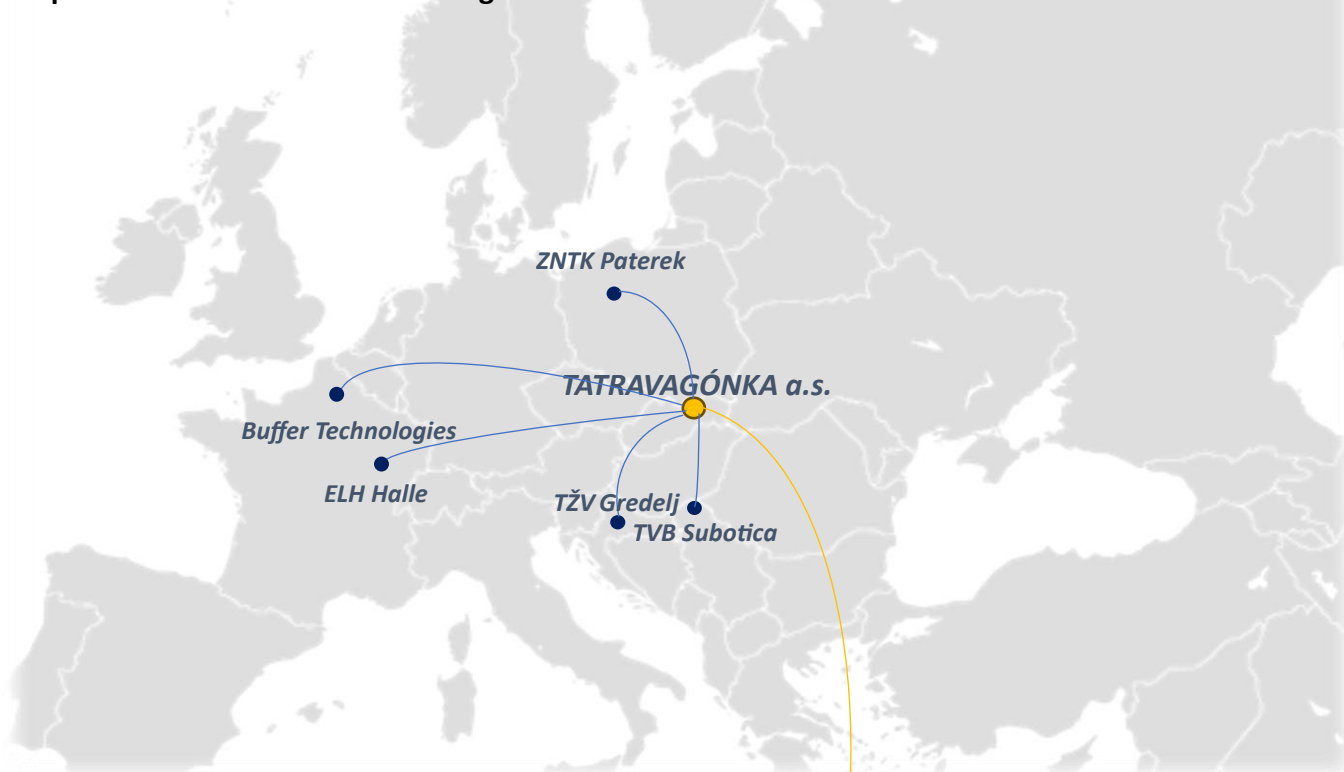 ZNTK Paterek
TATRAVAGÓNKA a.s.
Buffer Technologies
ELH Halle
TŽV Gredelj
TVB Subotica